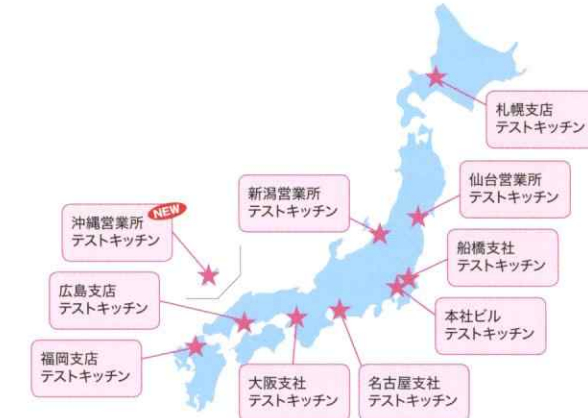 札幌支店
テストキッチン
仙台営業所
テストキッチン
新潟営業所
テストキッチン
NEW
沖縄営業所
テストキッチン
船橋支社
テストキッチン
広島支店
テストキッチン
本社ビル
テストキッチン
福岡支店
テストキッチン
大阪支社
テストキッチン
名古屋支社
テストキッチン